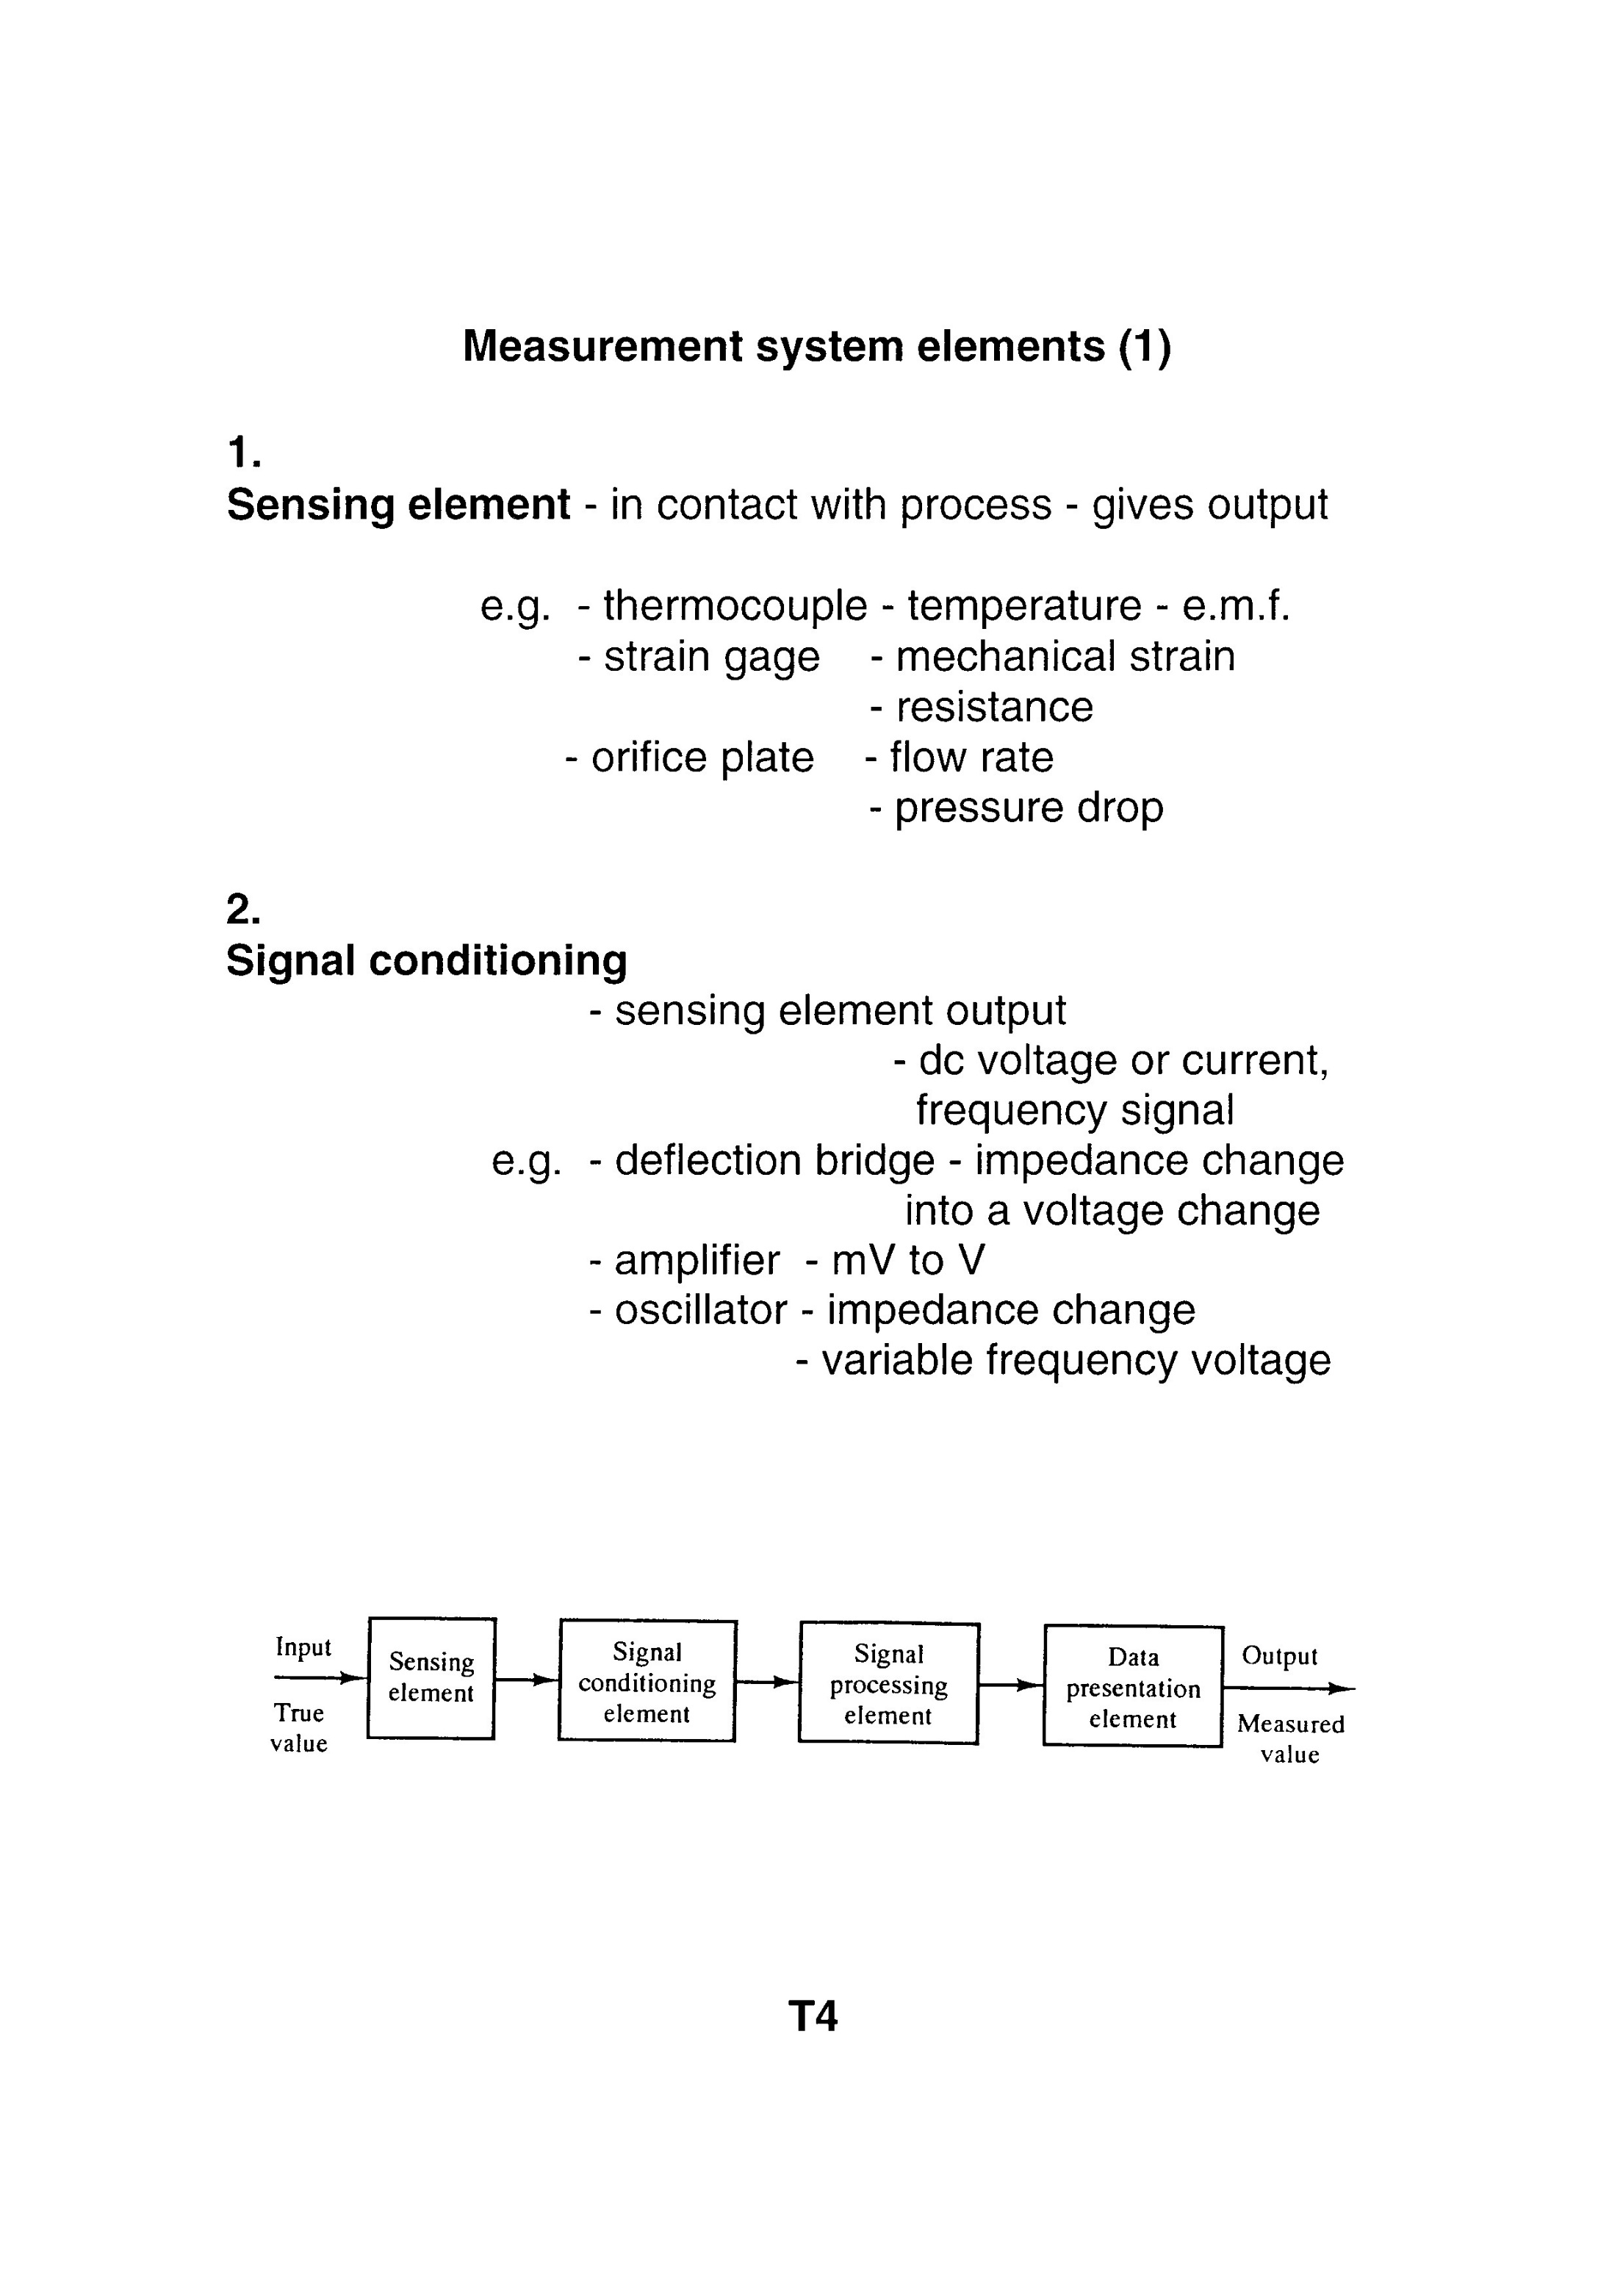 Measurement system elements (1)
1.
Sensing element - in contact with process - gives output
e.g. - thermocouple - temperature - e.m.f.
- strain gage - mechanical strain
- resistance
- orifice plate - flow rate
- pressure drop
2.
Signal conditioning
- sensing element output
- dc voltage or current,
frequency signal
e.g. - deflection bridge - impedance change
into a voltage change
- amplifier - mV to V
- oscillator - impedance change
- variable frequency voltage
Input
True
value
Sensing
element
Signal
conditioning
element
Signal
processing
element
Data
presentation
element
Output
Measured
value
T4